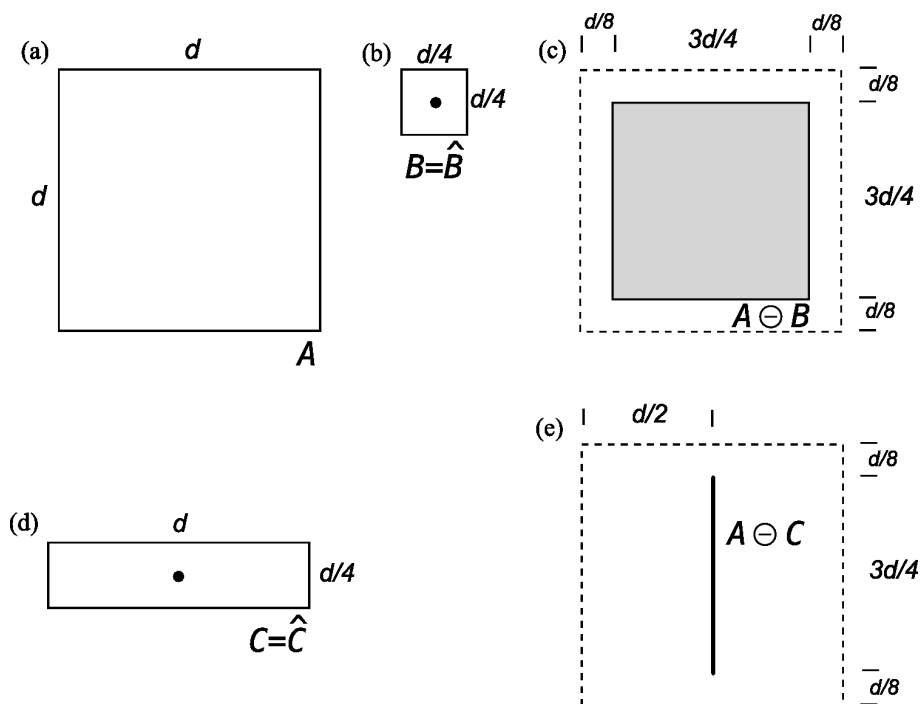 (a)
d
d
A
(b)
d/4
d/4
B=B̂
(c)
d/8
3d/4
d/8
d/8
3d/4
d/8
A ⊖ B
(d)
d
d/4
C=Ĉ
(e)
d/2
d/8
A ⊖ C
3d/4
d/8